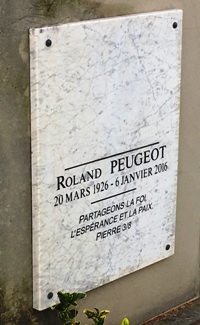 ROLAND PEUGEOT
20 MARS 1926 - 6 JANVIER 2016
PARTAGEONS LA FOI,
L'ESPÉRANCE ET LA PAIX.
PIERRE 3/8